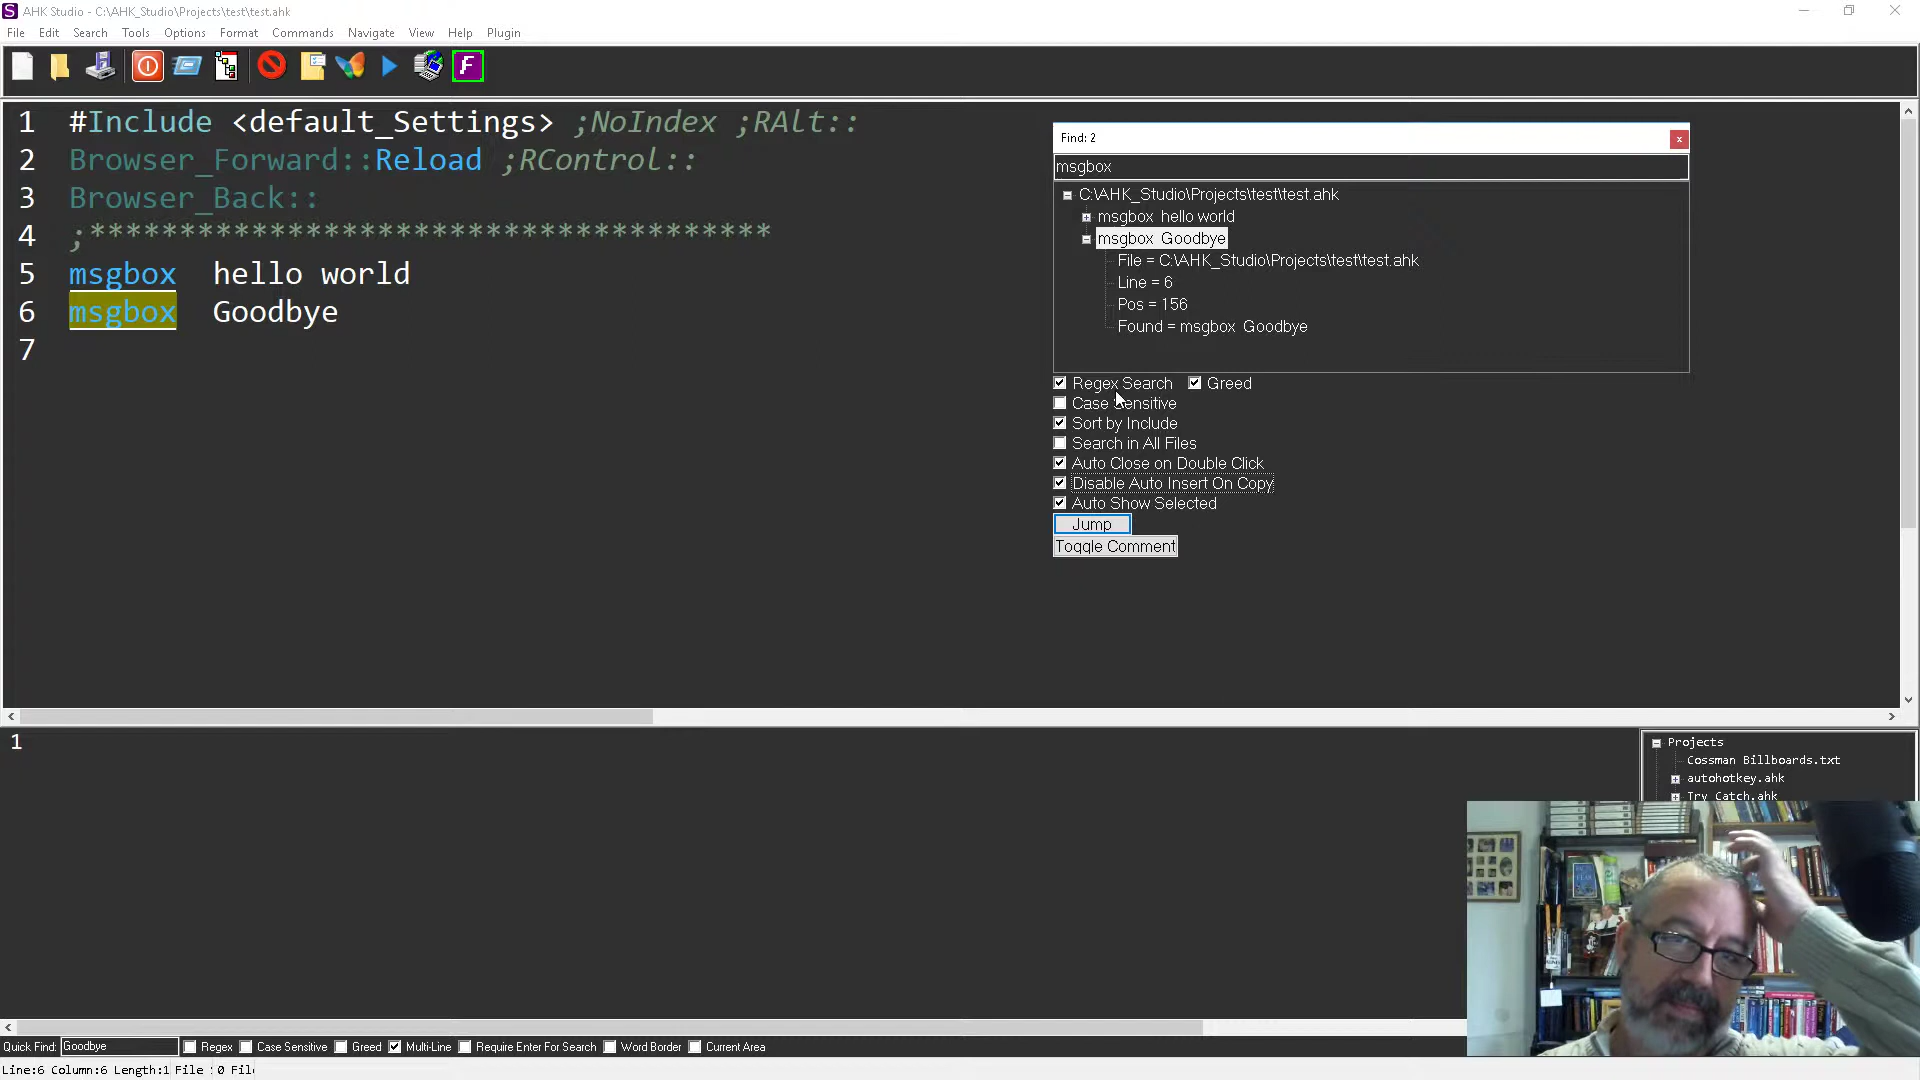 AHK Studio - C:\AHK_Studio\Projects\test\test.ahk
File Edit Search Tools Options Format Commands Navigate View Help Plugin
1 #Include <default_Settings> ;NoIndex ;RAlt::
2 Browser_Forward::Reload ;RControl::
3 Browser_Back::
4 ;**************************************
5 msgbox hello world
6 msgbox Goodbye
7
Find: 2
msgbox
C:\AHK_Studio\Projects\test\test.ahk
msgbox hello world
msgbox Goodbye
File = C:\AHK_Studio\Projects\test\test.ahk
Line = 6
Pos = 156
Found = msgbox Goodbye
Regex Search Greed
Case Sensitive
Sort by Include
Search in All Files
Auto Close on Double Click
Disable Auto Insert On Copy
Auto Show Selected
Jump
Toggle Comment
1
Projects
Cossman Billboards.txt
autohotkey.ahk
Try Catch.ahk
Quick Find: Goodbye Regex Case Sensitive Greed Multi-Line Require Enter For Search Word Border Current Area
Line:6 Column:6 Length:1 File : 0 Fil